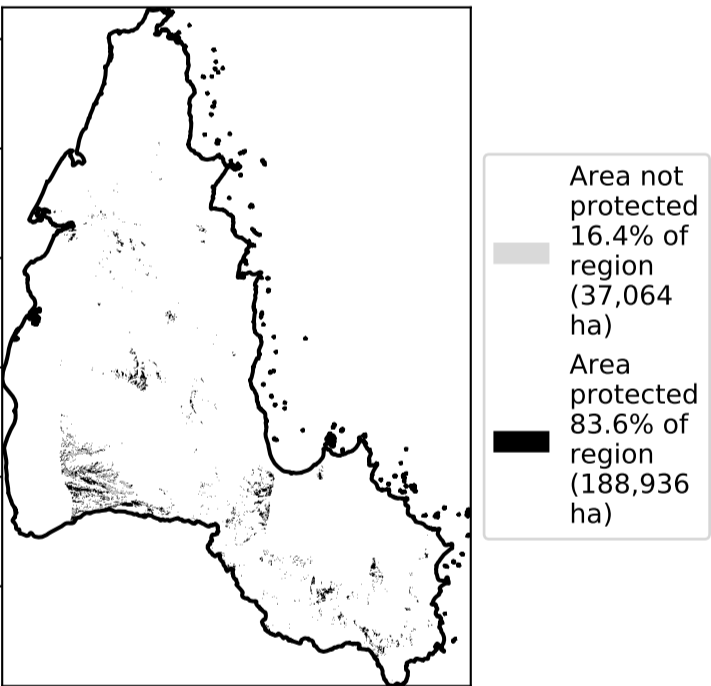 Area not
protected
16.4% of
region
(37,064
ha)
Area
protected
83.6% of
region
(188,936
ha)